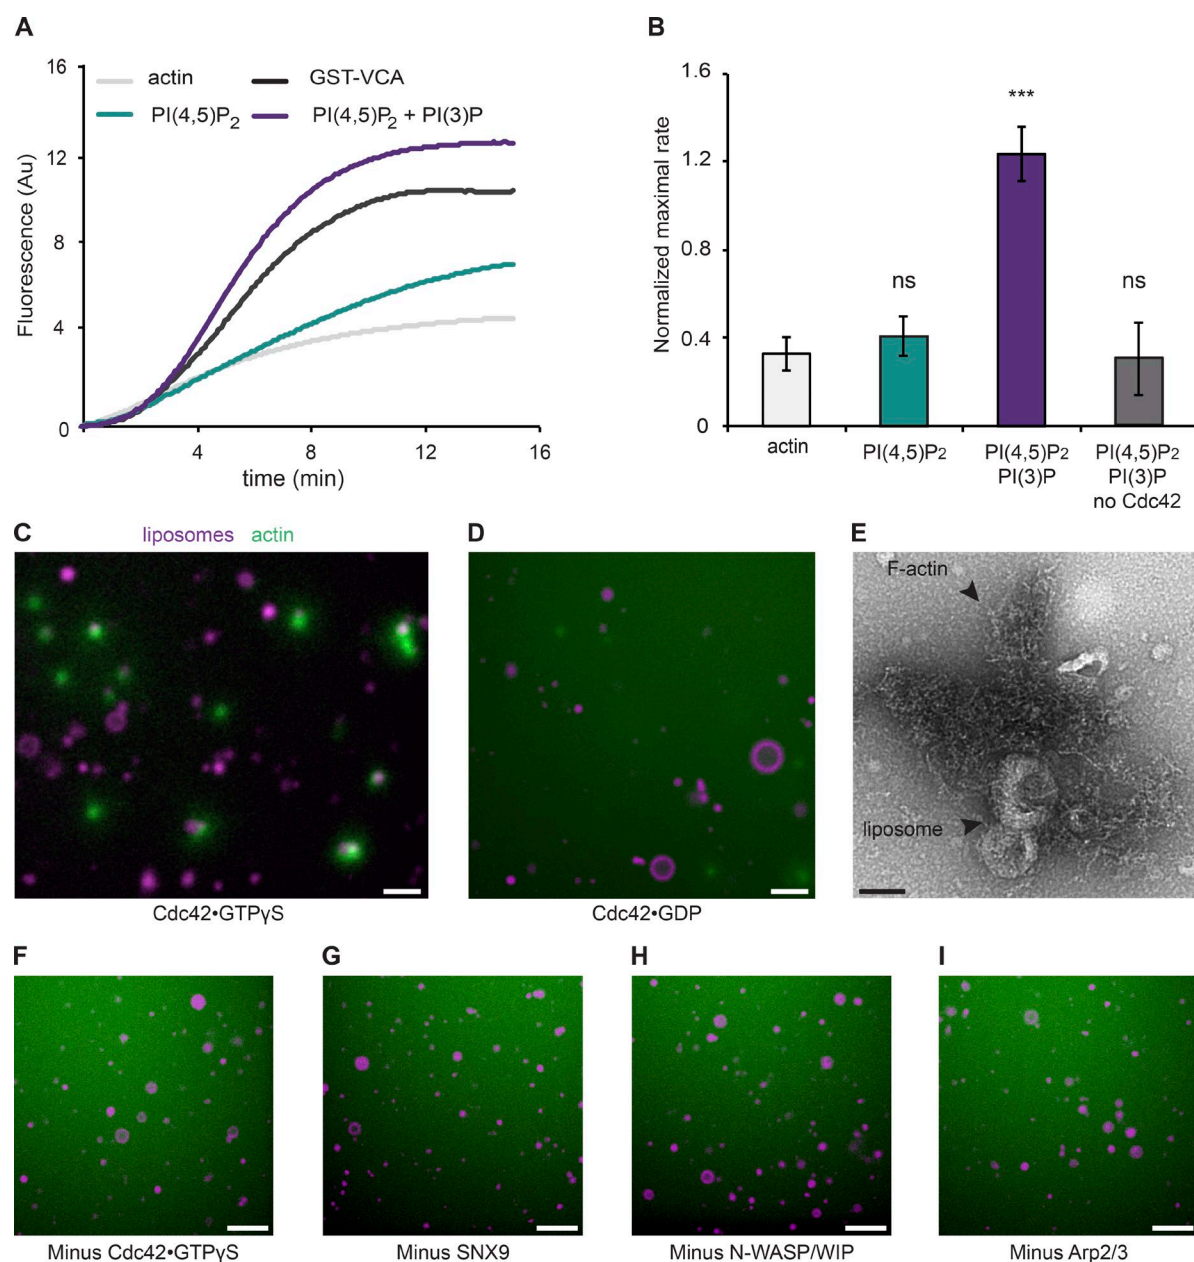 A
16
12
8
4
0
Fluorescence (Au)
actin
GST-VCA
PI(4,5)P2
PI(4,5)P2 + PI(3)P
4
8
12
16
time (min)
B
1.6
1.2
0.8
0.4
0
Normalized maximal rate
ns
***
ns
actin
PI(4,5)P2
PI(4,5)P2
PI(3)P
PI(4,5)P2
PI(3)P
no Cdc42
C
liposomes actin
Cdc42•GTPγS
D
Cdc42•GDP
E
F-actin
liposome
F
Minus Cdc42•GTPγS
G
Minus SNX9
H
Minus N-WASP/WIP
I
Minus Arp2/3